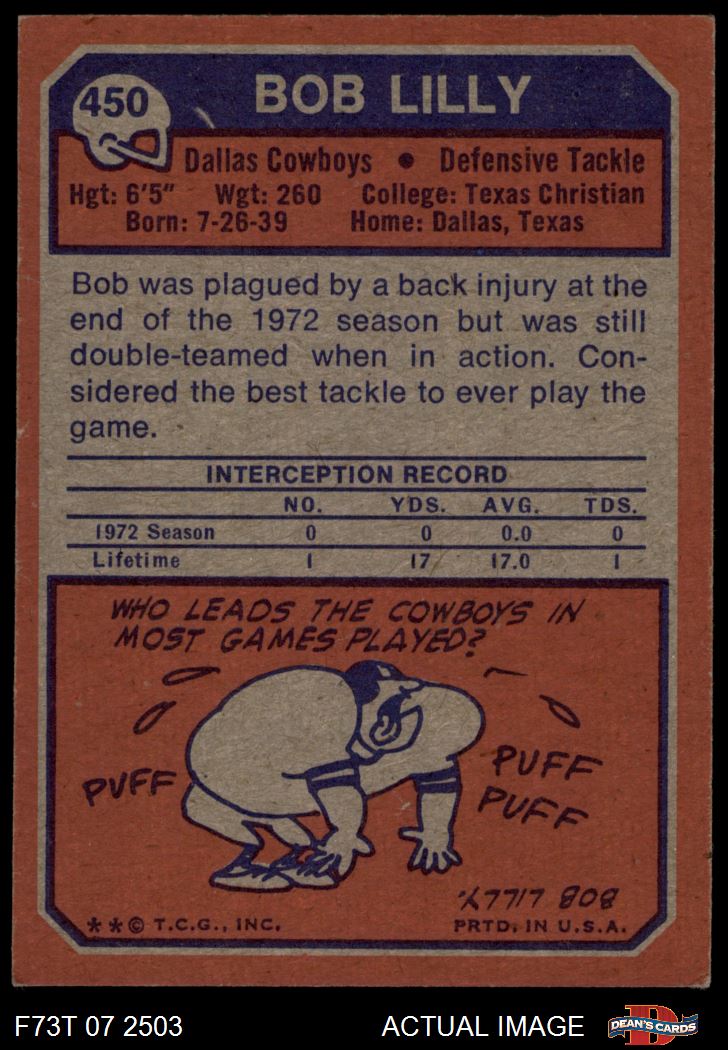 450
BOB LILLY
Dallas Cowboys • Defensive Tackle
Hgt: 6'5" Wgt: 260 College: Texas Christian
Born: 7-26-39 Home: Dallas, Texas
Bob was plagued by a back injury at the
end of the 1972 season but was still
double-teamed when in action. Con-
sidered the best tackle to ever play the
game.
INTERCEPTION RECORD
NO. YDS. AVG. TDS.
1972 Season 0 0 0.0 0
Lifetime 1 17 17.0 1
WHO LEADS THE COWBOYS IN
MOST GAMES PLAYED?
PUFF
PUFF
PUFF
BOB LILLY.
**© T.C.G., INC.
PRTD. IN U.S.A.
F73T 07 2503
ACTUAL IMAGE
D
DEAN'S CARDS